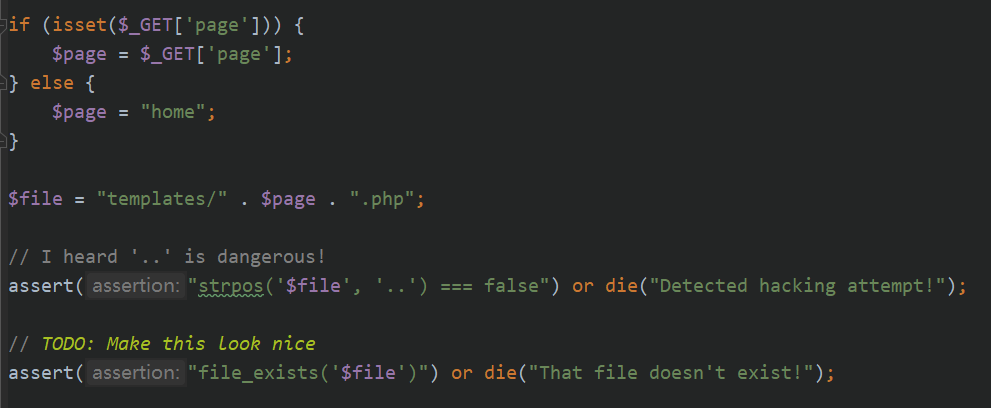 if (isset($_GET['page'])) {
    $page = $_GET['page'];
} else {
    $page = "home";
}
$file = "templates/" . $page . ".php";
// I heard '..' is dangerous!
assert( assertion: "strpos('$file', '..') === false") or die("Detected hacking attempt!");
// TODO: Make this look nice
assert( assertion: "file_exists('$file')") or die("That file doesn't exist!");